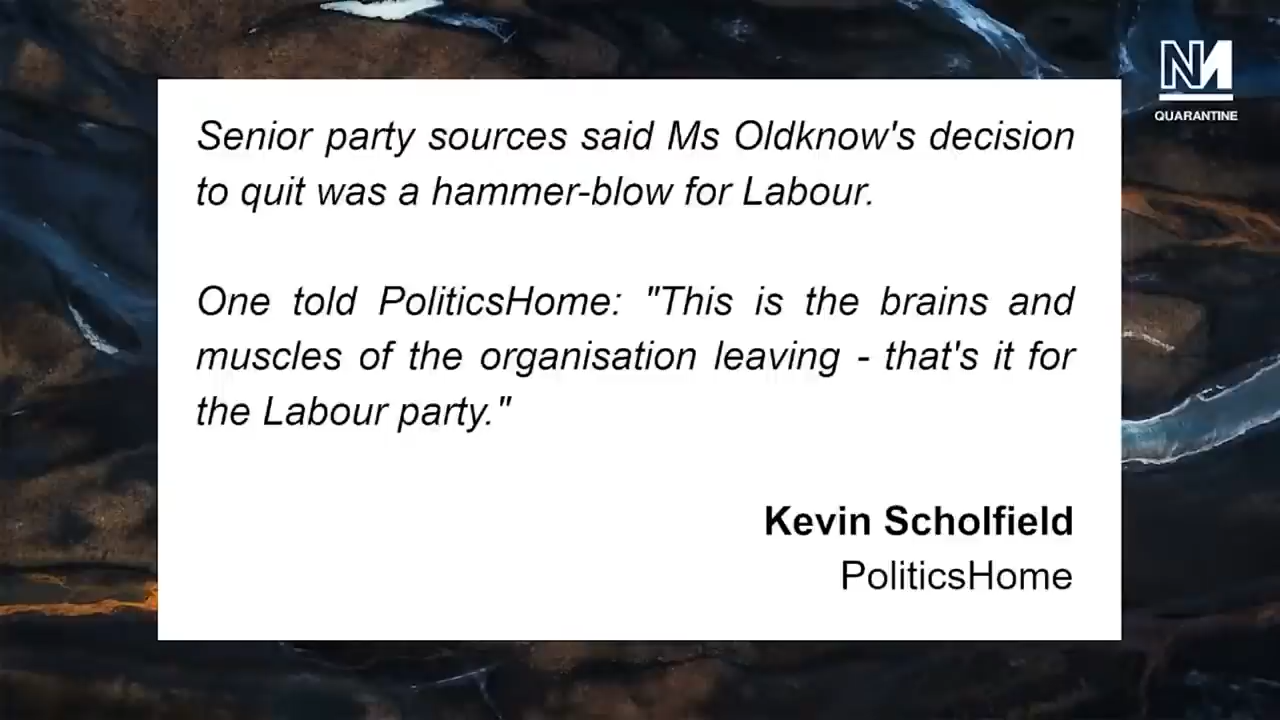 NM
QUARANTINE
Senior party sources said Ms Oldknow's decision
to quit was a hammer-blow for Labour.
One told PoliticsHome: "This is the brains and
muscles of the organisation leaving - that's it for
the Labour party."
Kevin Scholfield
PoliticsHome